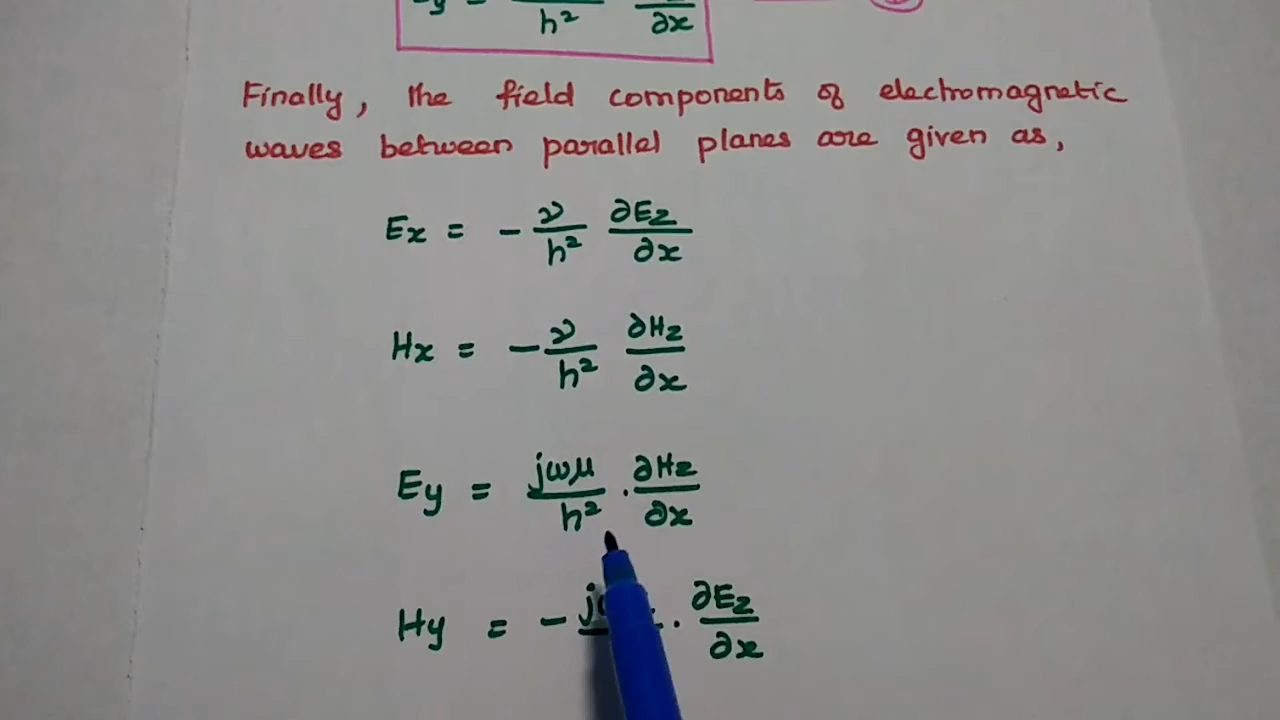 h² ∂x
Finally, the field components of electromagnetic
waves between parallel planes are given as,
Ex = - γ/h² ∂Ez/∂x
Hx = - γ/h² ∂Hz/∂x
Ey = jωμ/h² . ∂Hz/∂x
Hy = - j . ∂Ez/∂x